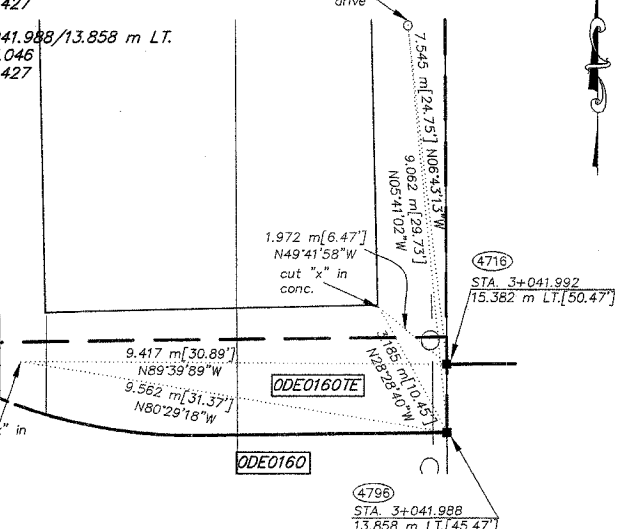 427
drive
41.988/13.858 m LT.
.046
427
7.545 m[24.75'] N06°43'13"W
9.062 m[29.73']
N05°41'02"W
1.972 m[6.47']
N49°41'58"W
cut "x" in
conc.
4716
STA. 3+041.992
15.382 m LT.[50.47']
3.185 m[10.45']
N28°28'40"W
9.417 m[30.89']
N89°39'89"W
ODE0160TE
9.562 m[31.37']
N80°29'18"W
x" in
ODE0160
4796
STA. 3+041.988
13.858 m LT.[45.47']